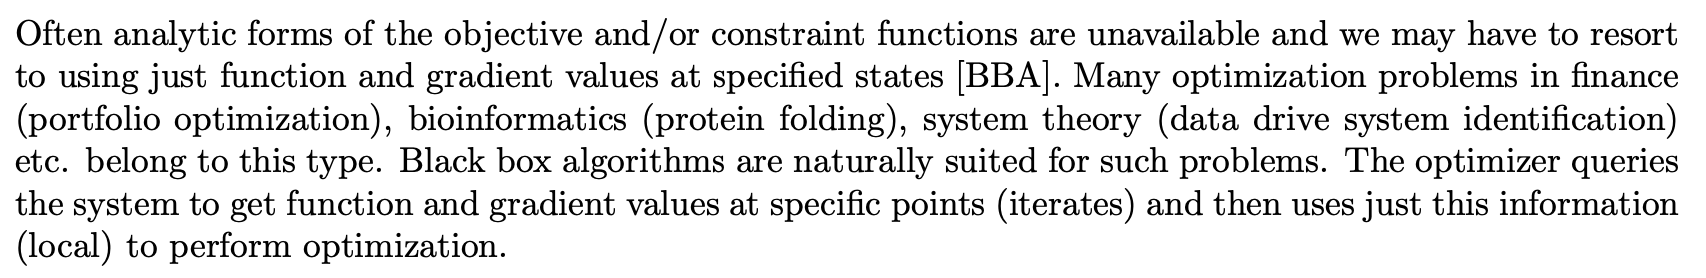 Often analytic forms of the objective and/or constraint functions are unavailable and we may have to resort
to using just function and gradient values at specified states [BBA]. Many optimization problems in finance
(portfolio optimization), bioinformatics (protein folding), system theory (data drive system identification)
etc. belong to this type. Black box algorithms are naturally suited for such problems. The optimizer queries
the system to get function and gradient values at specific points (iterates) and then uses just this information
(local) to perform optimization.